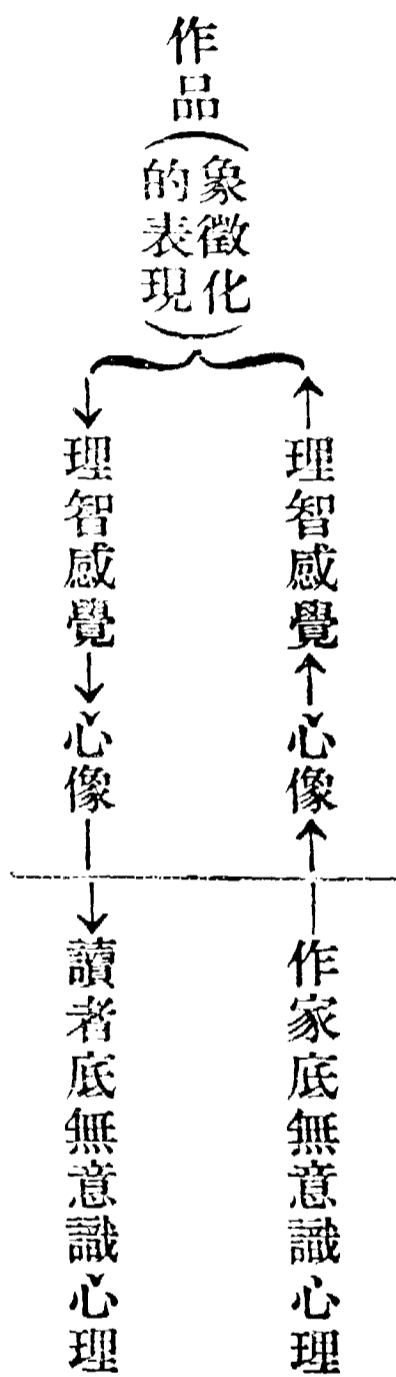 作品(象徵化的表現)
理智感覺
心像
作家底無意識心理
理智感覺
心像
讀者底無意識心理